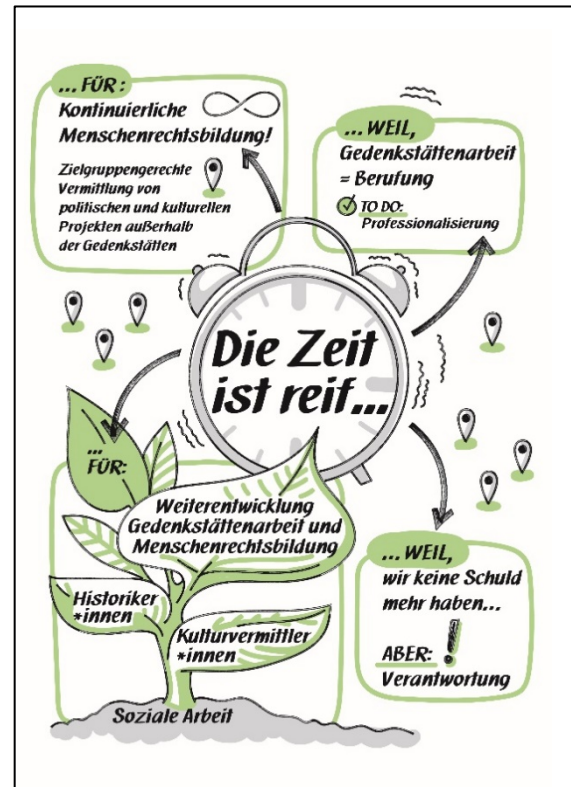 ... FÜR:
Kontinuierliche
Menschenrechtsbildung!
Zielgruppengerechte
Vermittlung von
politischen und kulturellen
Projekten außerhalb
der Gedenkstätten
... WEIL,
Gedenkstättenarbeit
= Berufung
TO DO:
Professionalisierung
Die Zeit
ist reif...
...
FÜR:
Weiterentwicklung
Gedenkstättenarbeit und
Menschenrechtsbildung
Historiker
*innen
Kulturvermittler
*innen
Soziale Arbeit
... WEIL,
wir keine Schuld
mehr haben...
ABER: !
Verantwortung